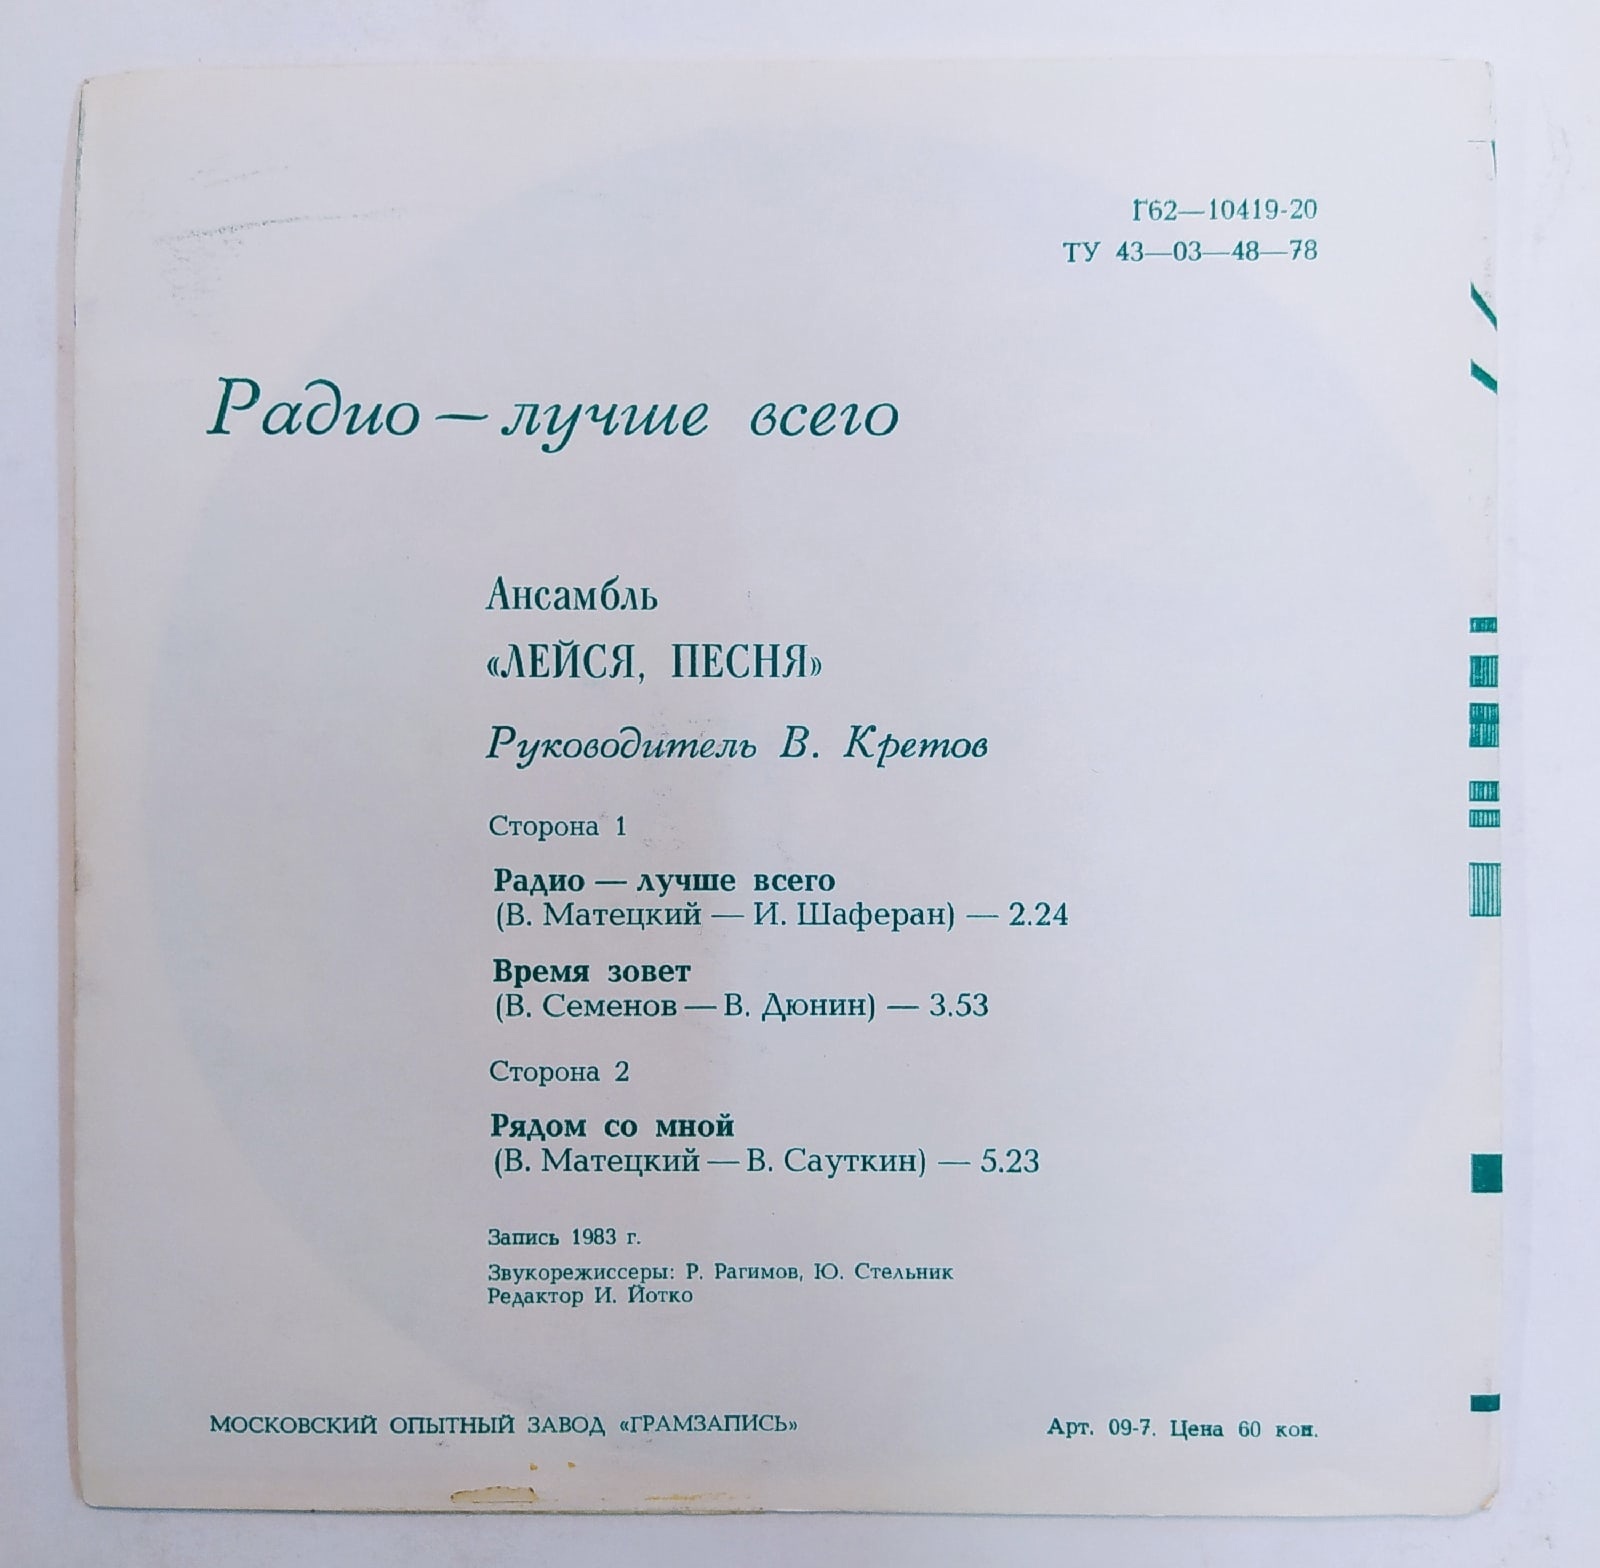 Г62—10419-20
ТУ 43—03—48—78
Радио — лучше всего
Ансамбль
«ЛЕЙСЯ, ПЕСНЯ»
Руководитель В. Кретов
Сторона 1
Радио — лучше всего
(В. Матецкий — И. Шаферан) — 2.24
Время зовет
(В. Семенов — В. Дюнин) — 3.53
Сторона 2
Рядом со мной
(В. Матецкий — В. Сауткин) — 5.23
Запись 1983 г.
Звукорежиссеры: Р. Рагимов, Ю. Стельник
Редактор И. Йотко
МОСКОВСКИЙ ОПЫТНЫЙ ЗАВОД «ГРАМЗАПИСЬ»
Арт. 09-7. Цена 60 коп.